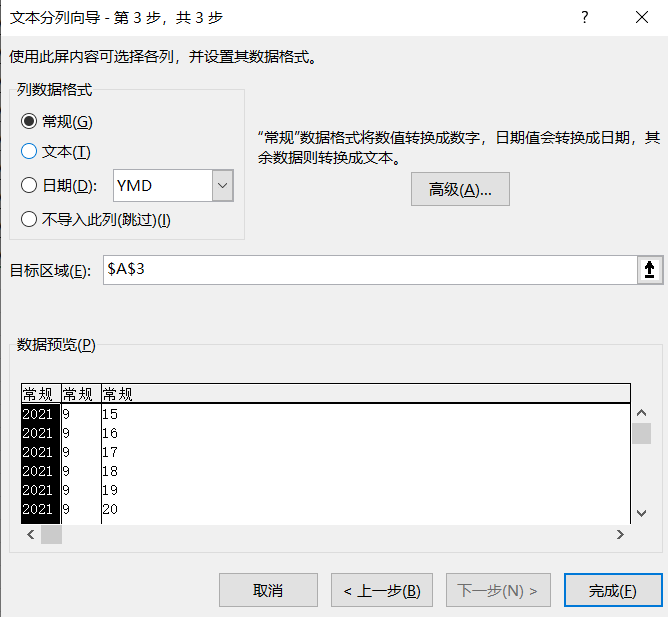 文本分列向导 - 第 3 步，共 3 步
?
使用此屏内容可选择各列，并设置其数据格式。
列数据格式
常规(G)
文本(T)
日期(D):
YMD
不导入此列(跳过)(I)
“常规”数据格式将数值转换成数字，日期值会转换成日期，其
余数据则转换成文本。
高级(A)...
目标区域(E):
$A$3
数据预览(P)
常规 常规 常规
2021 9 15
2021 9 16
2021 9 17
2021 9 18
2021 9 19
2021 9 20
取消
< 上一步(B)
下一步(N) >
完成(F)